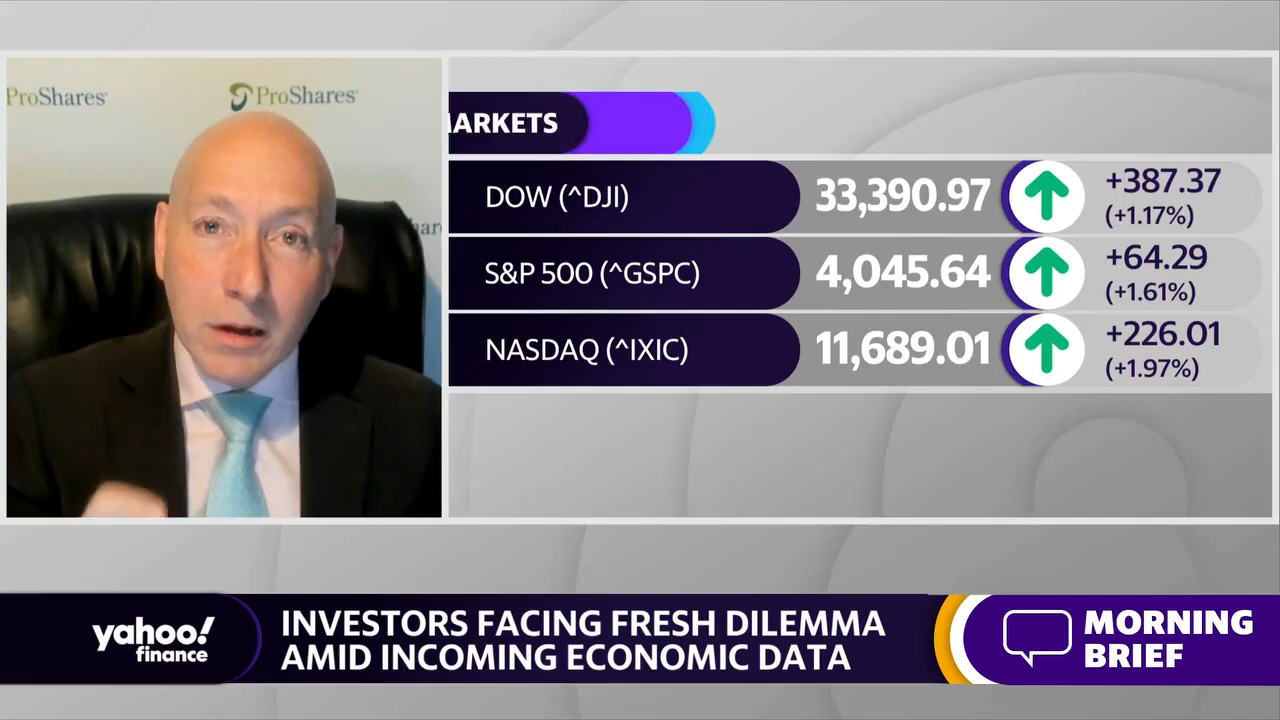 ProShares
ProShares
ARKETS
DOW (^DJI)
33,390.97
+387.37
(+1.17%)
S&P 500 (^GSPC)
4,045.64
+64.29
(+1.61%)
NASDAQ (^IXIC)
11,689.01
+226.01
(+1.97%)
yahoo!
finance
INVESTORS FACING FRESH DILEMMA
AMID INCOMING ECONOMIC DATA
MORNING
BRIEF